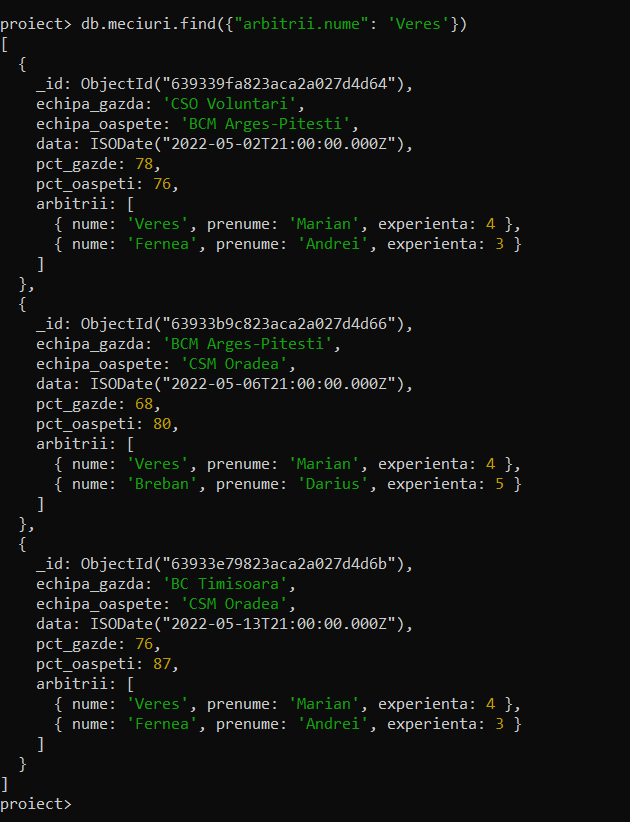 proiect> db.meciuri.find({"arbitrii.nume": 'Veres'})
[
  {
    _id: ObjectId("639339fa823aca2a027d4d64"),
    echipa_gazda: 'CSO Voluntari',
    echipa_oaspete: 'BCM Arges-Pitesti',
    data: ISODate("2022-05-02T21:00:00.000Z"),
    pct_gazde: 78,
    pct_oaspeti: 76,
    arbitrii: [
      { nume: 'Veres', prenume: 'Marian', experienta: 4 },
      { nume: 'Fernea', prenume: 'Andrei', experienta: 3 }
    ]
  },
  {
    _id: ObjectId("63933b9c823aca2a027d4d66"),
    echipa_gazda: 'BCM Arges-Pitesti',
    echipa_oaspete: 'CSM Oradea',
    data: ISODate("2022-05-06T21:00:00.000Z"),
    pct_gazde: 68,
    pct_oaspeti: 80,
    arbitrii: [
      { nume: 'Veres', prenume: 'Marian', experienta: 4 },
      { nume: 'Breban', prenume: 'Darius', experienta: 5 }
    ]
  },
  {
    _id: ObjectId("63933e79823aca2a027d4d6b"),
    echipa_gazda: 'BC Timisoara',
    echipa_oaspete: 'CSM Oradea',
    data: ISODate("2022-05-13T21:00:00.000Z"),
    pct_gazde: 76,
    pct_oaspeti: 87,
    arbitrii: [
      { nume: 'Veres', prenume: 'Marian', experienta: 4 },
      { nume: 'Fernea', prenume: 'Andrei', experienta: 3 }
    ]
  }
]
proiect>